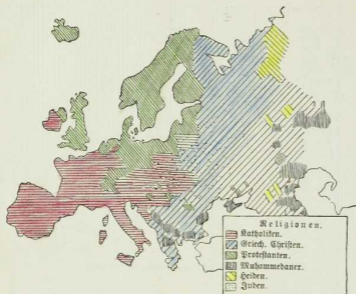 Religionen.
Katholiken.
Griech. Christen.
Protestanten.
Muhammedaner.
Heiden.
Juden.